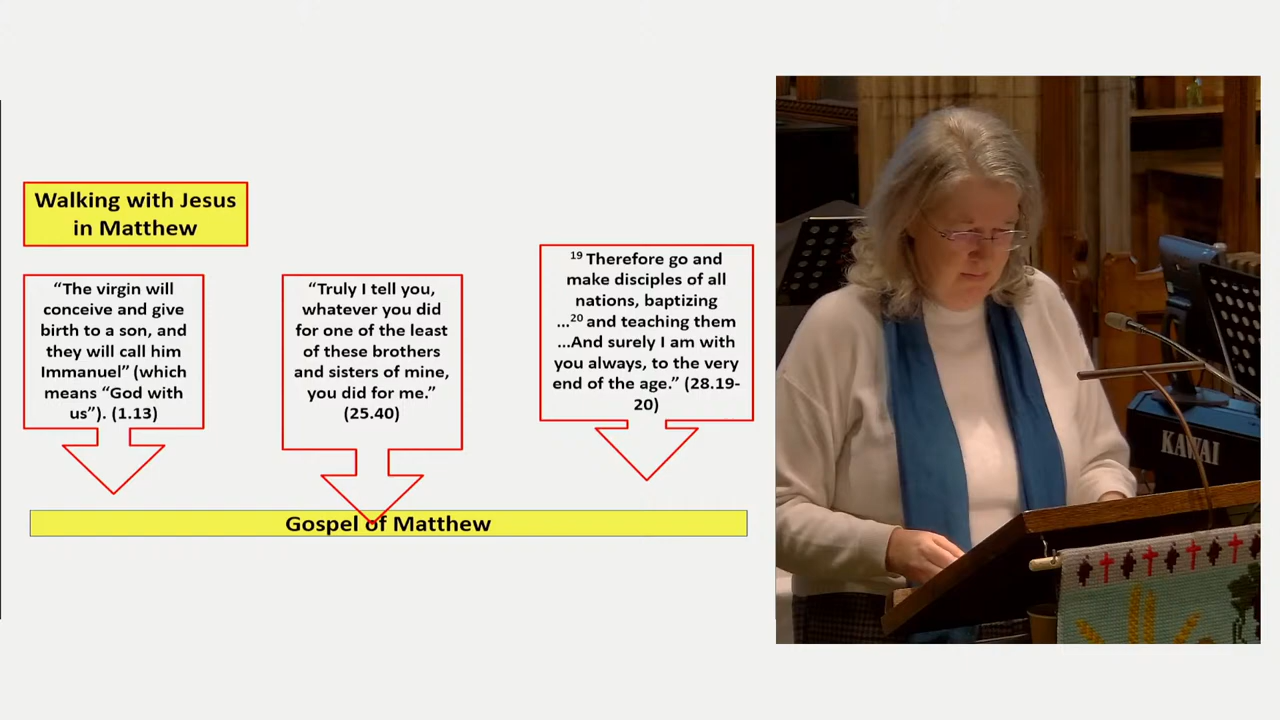 Walking with Jesus
in Matthew
“The virgin will
conceive and give
birth to a son, and
they will call him
Immanuel” (which
means “God with
us”). (1.13)
“Truly I tell you,
whatever you did
for one of the least
of these brothers
and sisters of mine,
you did for me.”
(25.40)
¹⁹ Therefore go and
make disciples of all
nations, baptizing
...²⁰ and teaching them
...And surely I am with
you always, to the very
end of the age.” (28.19-
20)
Gospel of Matthew
KAWAI